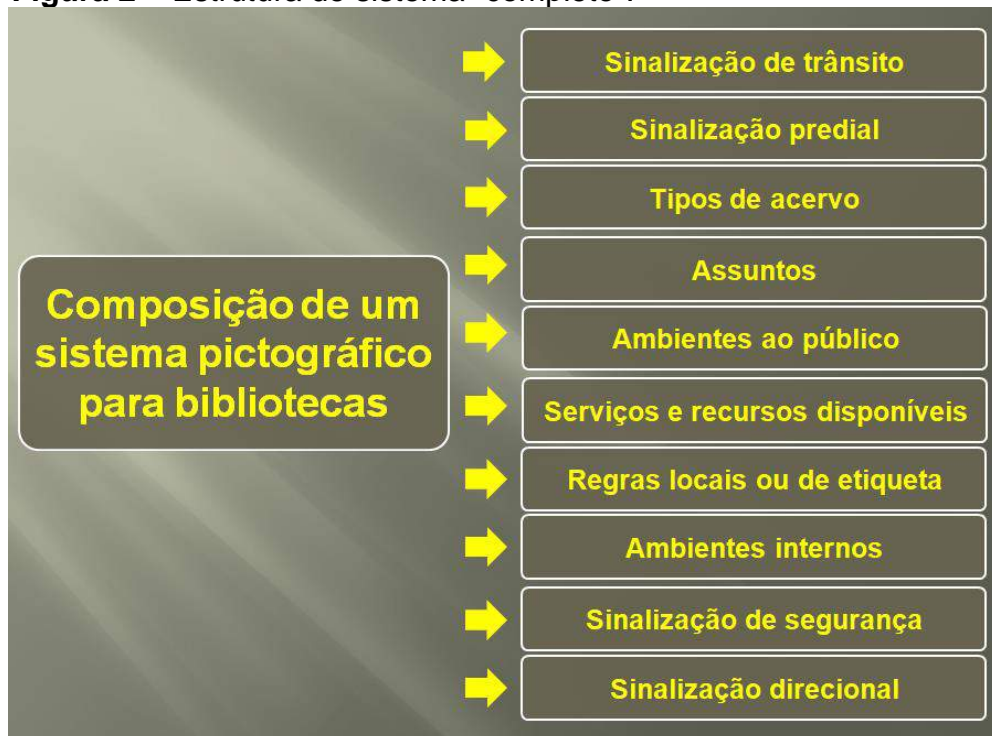 Composição de um
sistema pictográfico
para bibliotecas
Sinalização de trânsito
Sinalização predial
Tipos de acervo
Assuntos
Ambientes ao público
Serviços e recursos disponíveis
Regras locais ou de etiqueta
Ambientes internos
Sinalização de segurança
Sinalização direcional